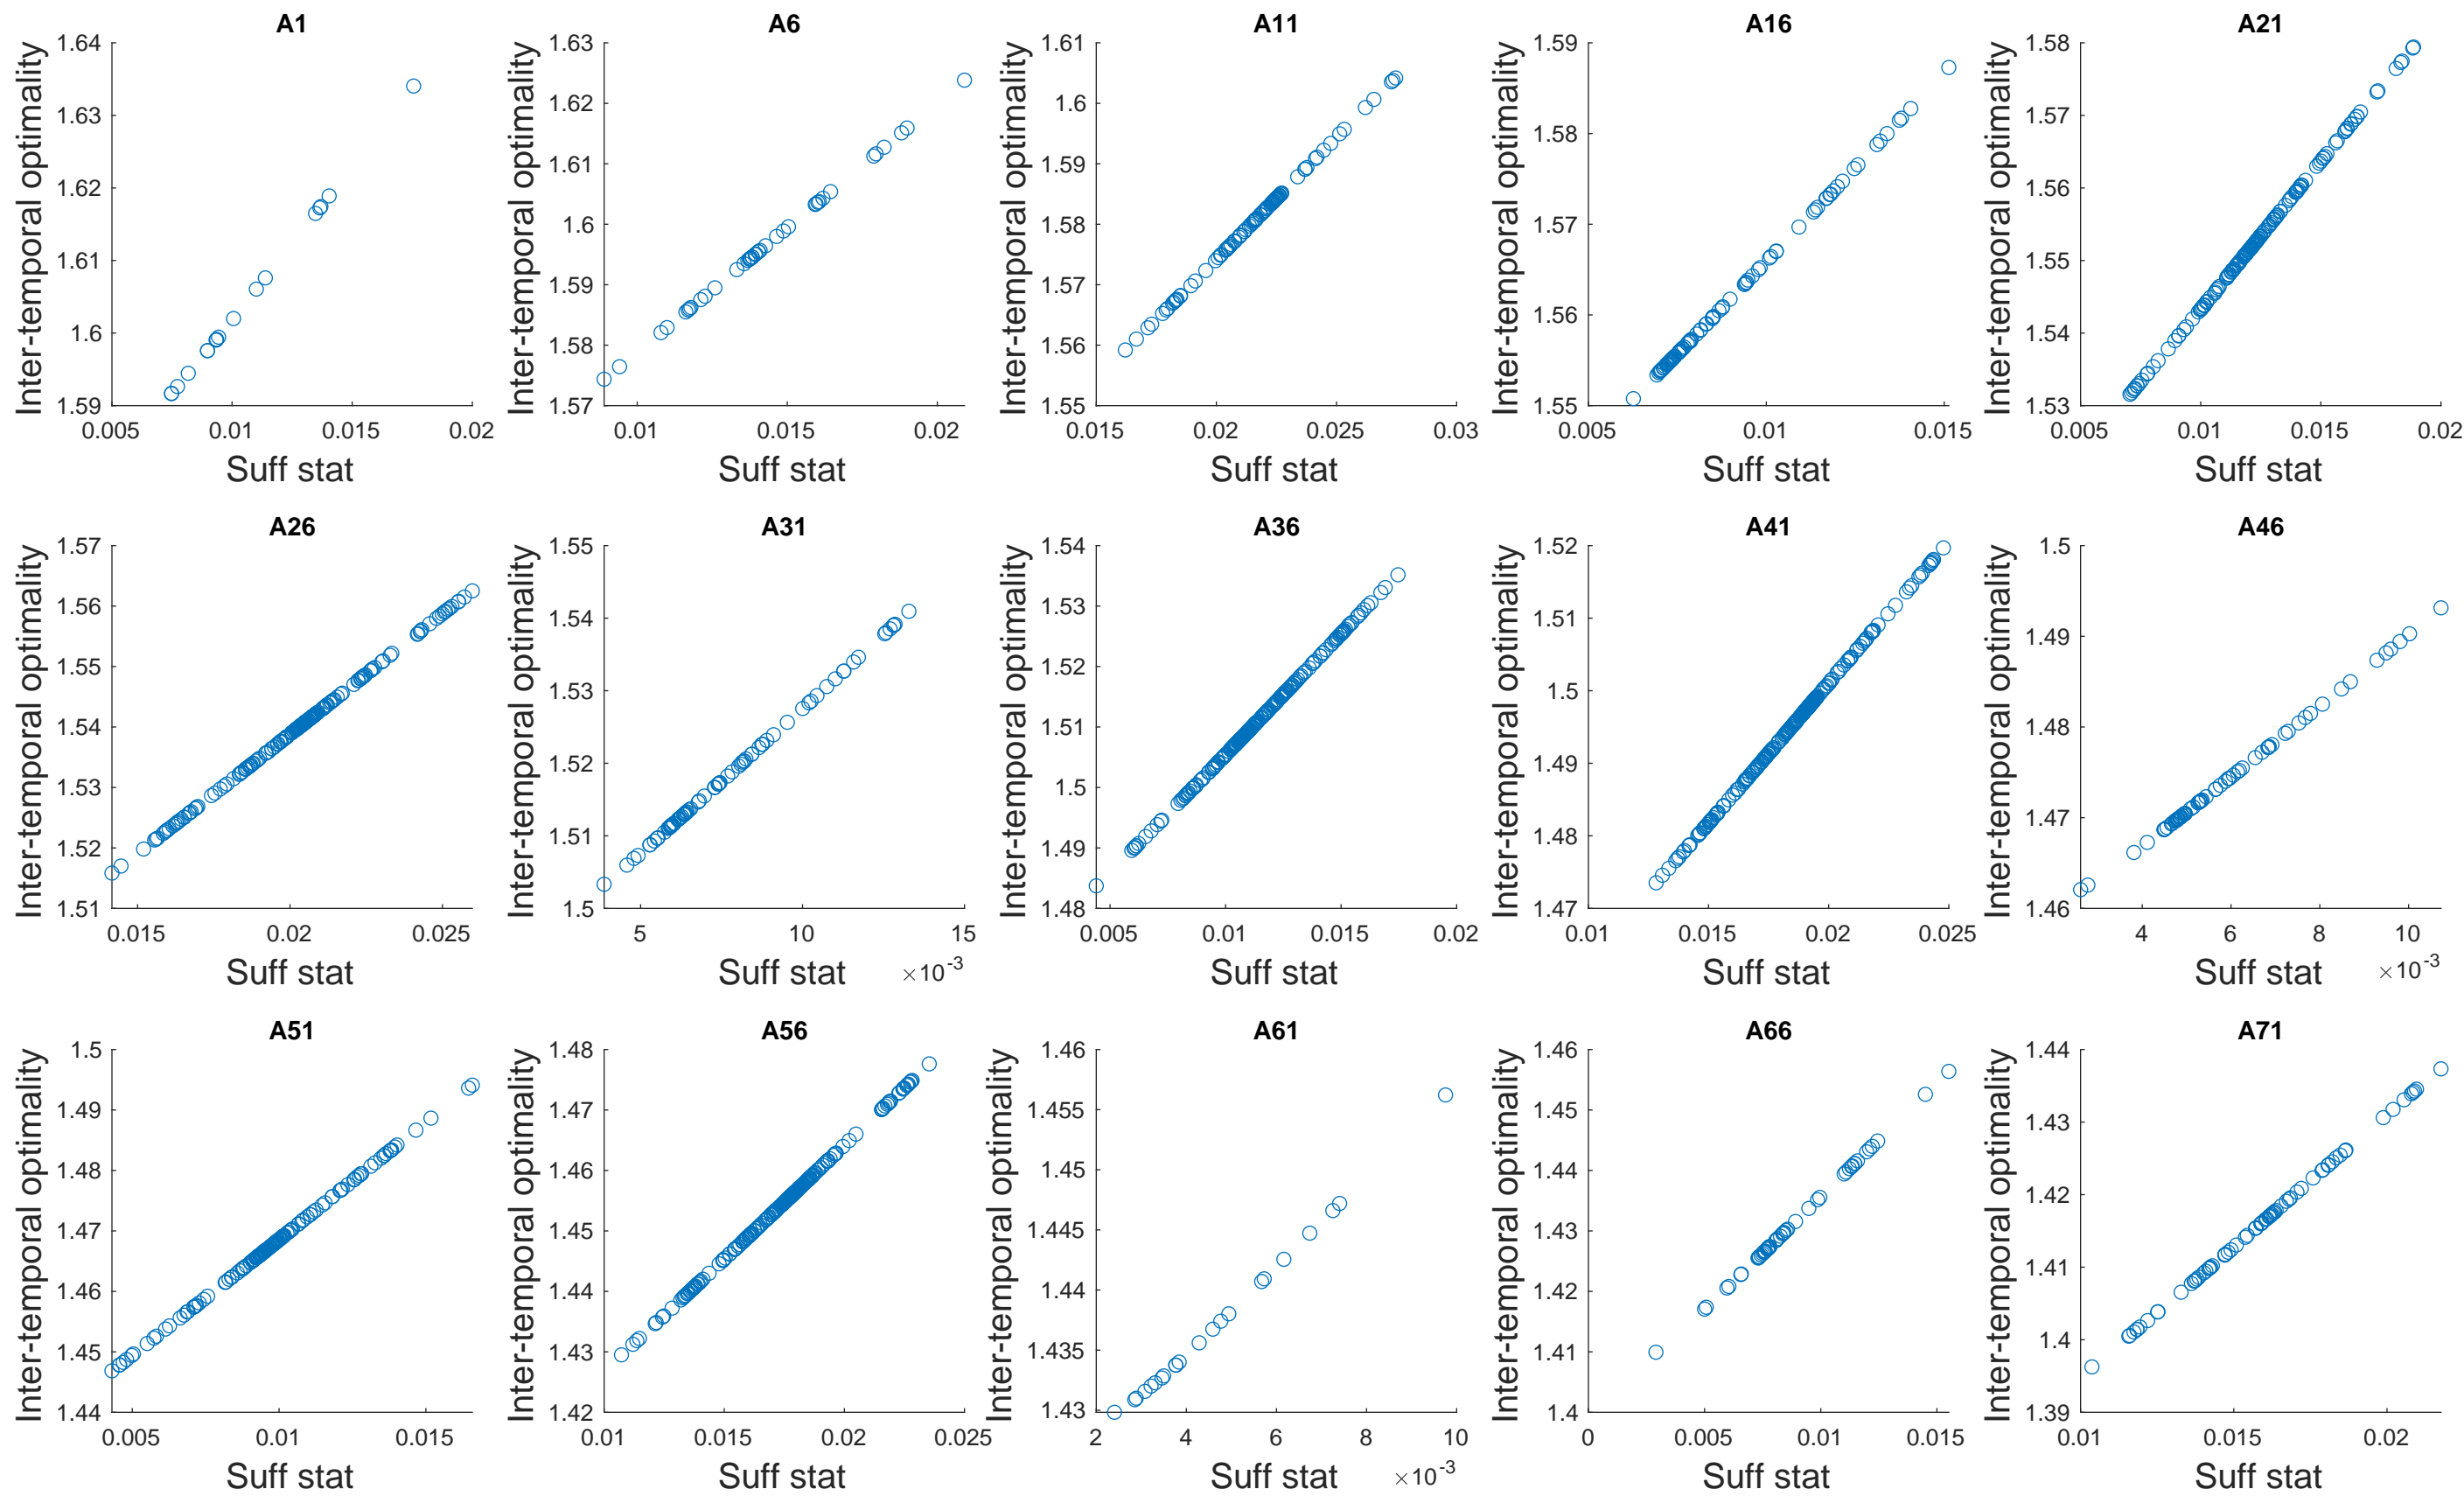 A1
Inter-temporal optimality
1.64
1.63
1.62
1.61
1.6
1.59
0.005 0.01 0.015 0.02
Suff stat
A6
Inter-temporal optimality
1.63
1.62
1.61
1.6
1.59
1.58
1.57
0.01 0.015 0.02
Suff stat
A11
Inter-temporal optimality
1.61
1.6
1.59
1.58
1.57
1.56
1.55
0.015 0.02 0.025 0.03
Suff stat
A16
Inter-temporal optimality
1.59
1.58
1.57
1.56
1.55
0.005 0.01 0.015
Suff stat
A21
Inter-temporal optimality
1.58
1.57
1.56
1.55
1.54
1.53
0.005 0.01 0.015 0.02
Suff stat
A26
Inter-temporal optimality
1.57
1.56
1.55
1.54
1.53
1.52
1.51
0.015 0.02 0.025
Suff stat
A31
Inter-temporal optimality
1.55
1.54
1.53
1.52
1.51
1.5
5 10 15
Suff stat ×10^-3
A36
Inter-temporal optimality
1.54
1.53
1.52
1.51
1.5
1.49
1.48
0.005 0.01 0.015 0.02
Suff stat
A41
Inter-temporal optimality
1.52
1.51
1.5
1.49
1.48
1.47
0.01 0.015 0.02 0.025
Suff stat
A46
Inter-temporal optimality
1.5
1.49
1.48
1.47
1.46
4 6 8 10
Suff stat ×10^-3
A51
Inter-temporal optimality
1.5
1.49
1.48
1.47
1.46
1.45
1.44
0.005 0.01 0.015
Suff stat
A56
Inter-temporal optimality
1.48
1.47
1.46
1.45
1.44
1.43
1.42
0.01 0.015 0.02 0.025
Suff stat
A61
Inter-temporal optimality
1.46
1.455
1.45
1.445
1.44
1.435
1.43
2 4 6 8 10
Suff stat ×10^-3
A66
Inter-temporal optimality
1.46
1.45
1.44
1.43
1.42
1.41
1.4
0 0.005 0.01 0.015
Suff stat
A71
Inter-temporal optimality
1.44
1.43
1.42
1.41
1.4
1.39
0.01 0.015 0.02
Suff stat